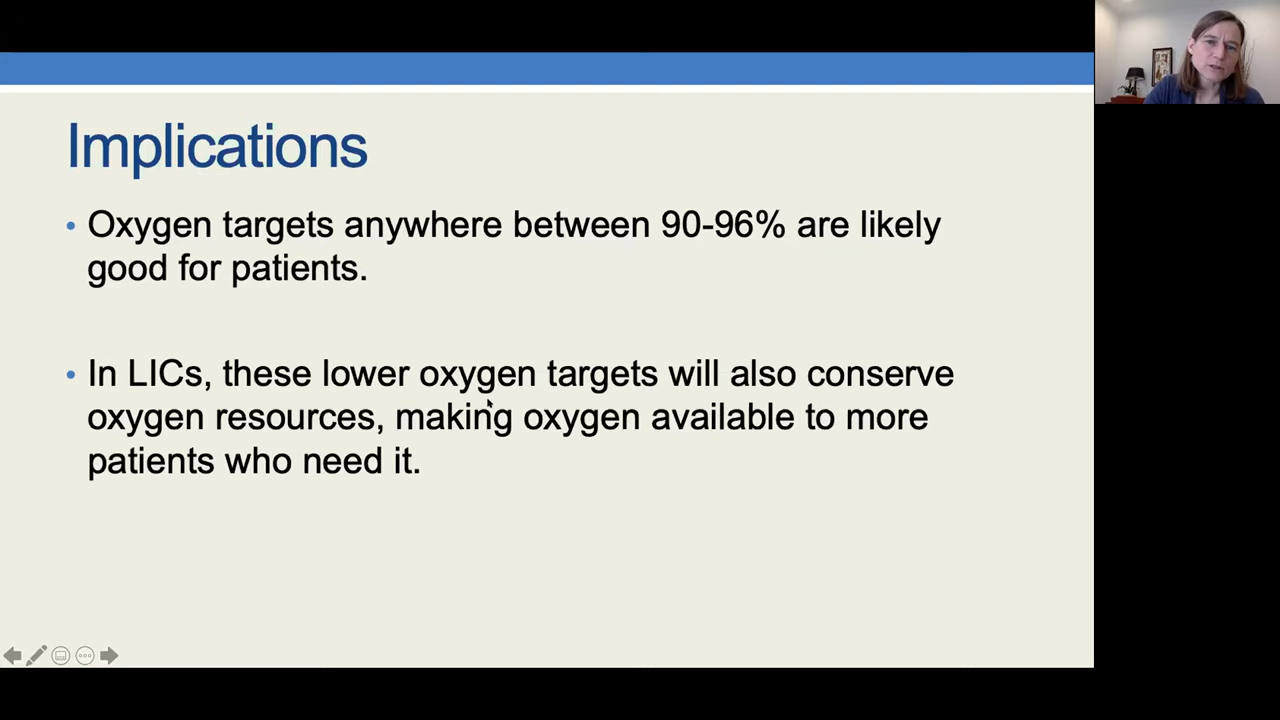 Implications
• Oxygen targets anywhere between 90-96% are likely
good for patients.
• In LICs, these lower oxygen targets will also conserve
oxygen resources, making oxygen available to more
patients who need it.